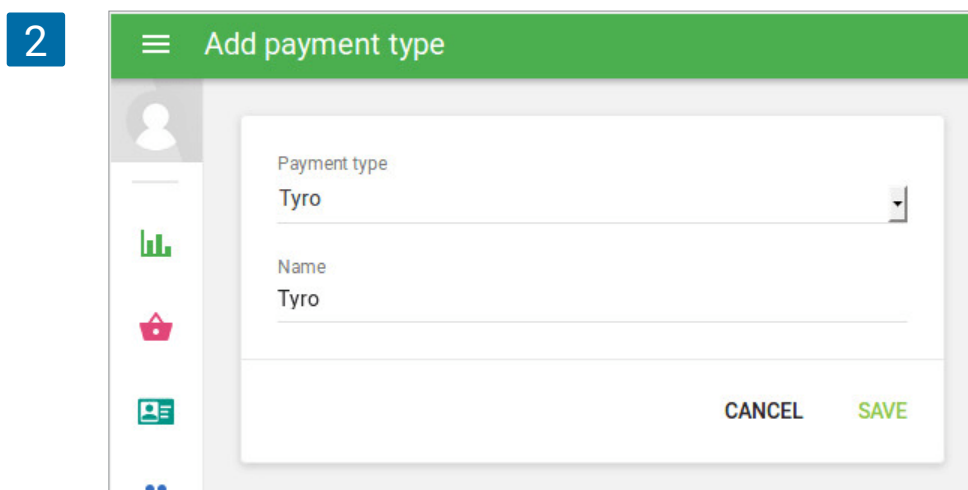 2
Add payment type
Payment type
Tyro
Name
Tyro
CANCEL SAVE